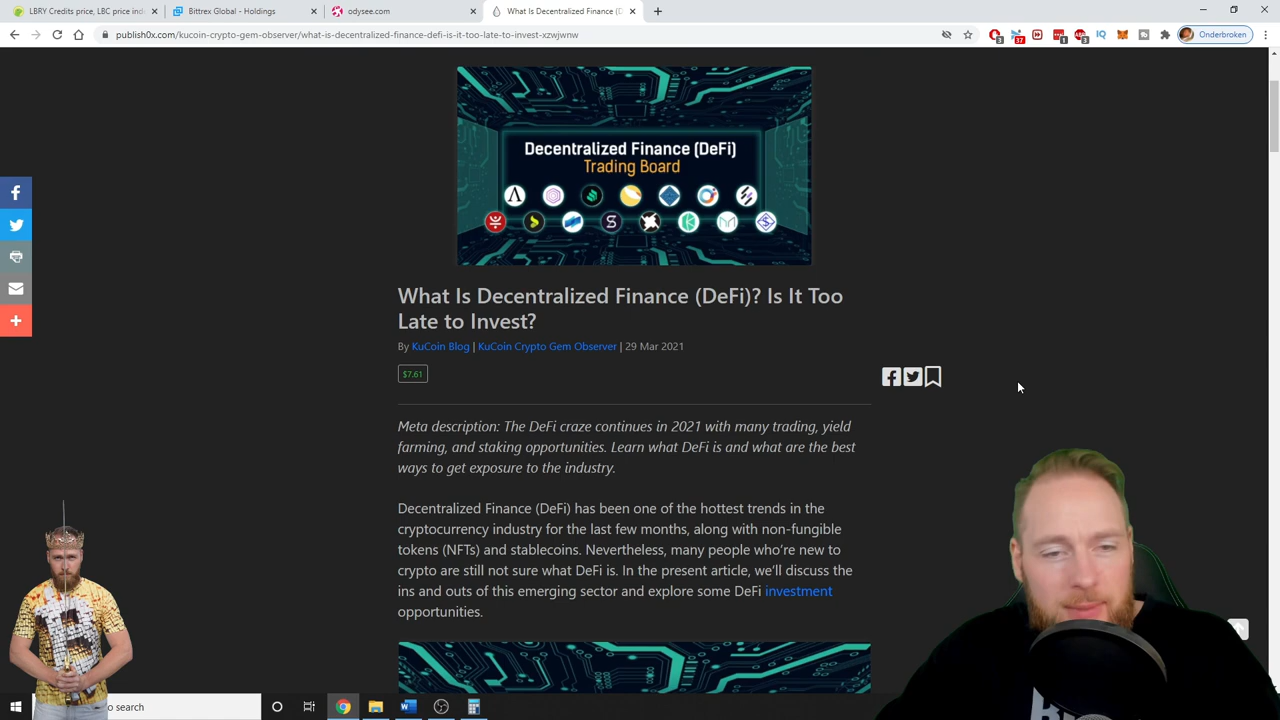 LBRY Credits price, LBC price ind
Bittrex Global - Holdings
odysee.com
What Is Decentralized Finance (D
publish0x.com/kucoin-crypto-gem-observer/what-is-decentralized-finance-defi-is-it-too-late-to-invest-xzwjwnw
3
37
1
3
IQ
Onderbroken
Decentralized Finance (DeFi)
Trading Board
What Is Decentralized Finance (DeFi)? Is It Too
Late to Invest?
By KuCoin Blog | KuCoin Crypto Gem Observer | 29 Mar 2021
$7.61
Meta description: The DeFi craze continues in 2021 with many trading, yield
farming, and staking opportunities. Learn what DeFi is and what are the best
ways to get exposure to the industry.
Decentralized Finance (DeFi) has been one of the hottest trends in the
cryptocurrency industry for the last few months, along with non-fungible
tokens (NFTs) and stablecoins. Nevertheless, many people who're new to
crypto are still not sure what DeFi is. In the present article, we'll discuss the
ins and outs of this emerging sector and explore some DeFi investment
opportunities.
o search